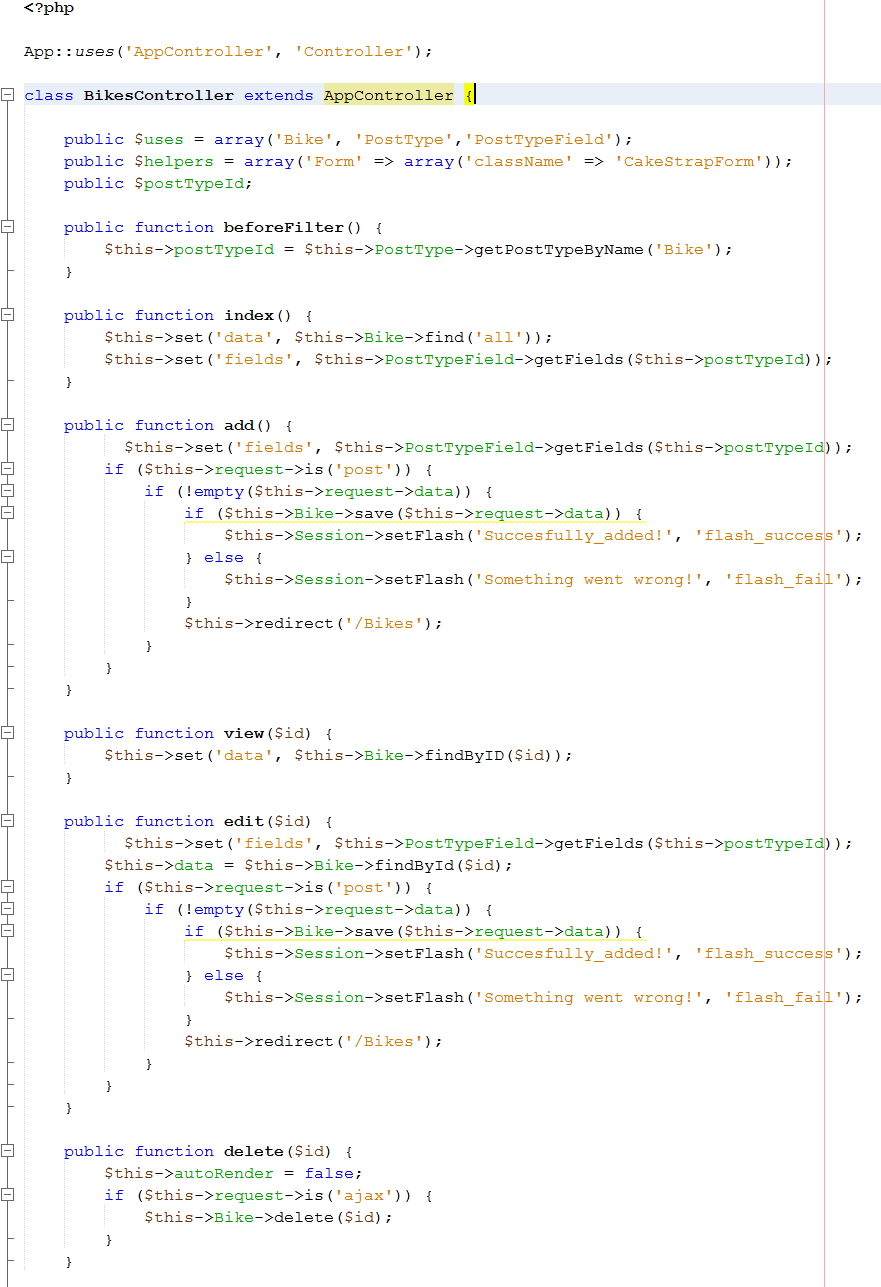 <?php
App::uses('AppController', 'Controller');
class BikesController extends AppController {
public $uses = array('Bike', 'PostType','PostTypeField');
public $helpers = array('Form' => array('className' => 'CakeStrapForm'));
public $postTypeId;
public function beforeFilter() {
$this->postTypeId = $this->PostType->getPostTypeByName('Bike');
}
public function index() {
$this->set('data', $this->Bike->find('all'));
$this->set('fields', $this->PostTypeField->getFields($this->postTypeId));
}
public function add() {
$this->set('fields', $this->PostTypeField->getFields($this->postTypeId));
if ($this->request->is('post')) {
if (!empty($this->request->data)) {
if ($this->Bike->save($this->request->data)) {
$this->Session->setFlash('Succesfully_added!', 'flash_success');
} else {
$this->Session->setFlash('Something went wrong!', 'flash_fail');
}
$this->redirect('/Bikes');
}
}
}
public function view($id) {
$this->set('data', $this->Bike->findByID($id));
}
public function edit($id) {
$this->set('fields', $this->PostTypeField->getFields($this->postTypeId));
$this->data = $this->Bike->findById($id);
if ($this->request->is('post')) {
if (!empty($this->request->data)) {
if ($this->Bike->save($this->request->data)) {
$this->Session->setFlash('Succesfully_added!', 'flash_success');
} else {
$this->Session->setFlash('Something went wrong!', 'flash_fail');
}
$this->redirect('/Bikes');
}
}
}
public function delete($id) {
$this->autoRender = false;
if ($this->request->is('ajax')) {
$this->Bike->delete($id);
}
}